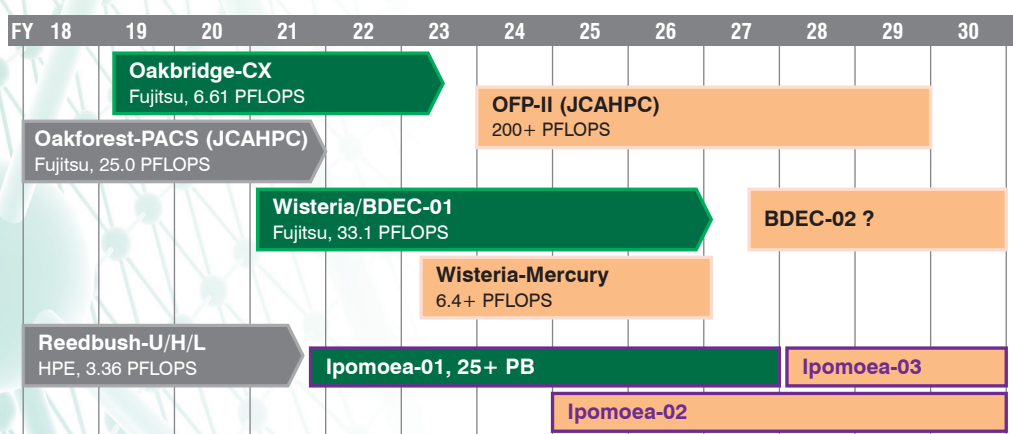 FY 18 19 20 21 22 23 24 25 26 27 28 29 30
Oakbridge-CX
Fujitsu, 6.61 PFLOPS
OFP-II (JCAHPC)
200+ PFLOPS
Oakforest-PACS (JCAHPC)
Fujitsu, 25.0 PFLOPS
Wisteria/BDEC-01
Fujitsu, 33.1 PFLOPS
BDEC-02 ?
Wisteria-Mercury
6.4+ PFLOPS
Reedbush-U/H/L
HPE, 3.36 PFLOPS
Ipomoea-01, 25+ PB
Ipomoea-03
Ipomoea-02